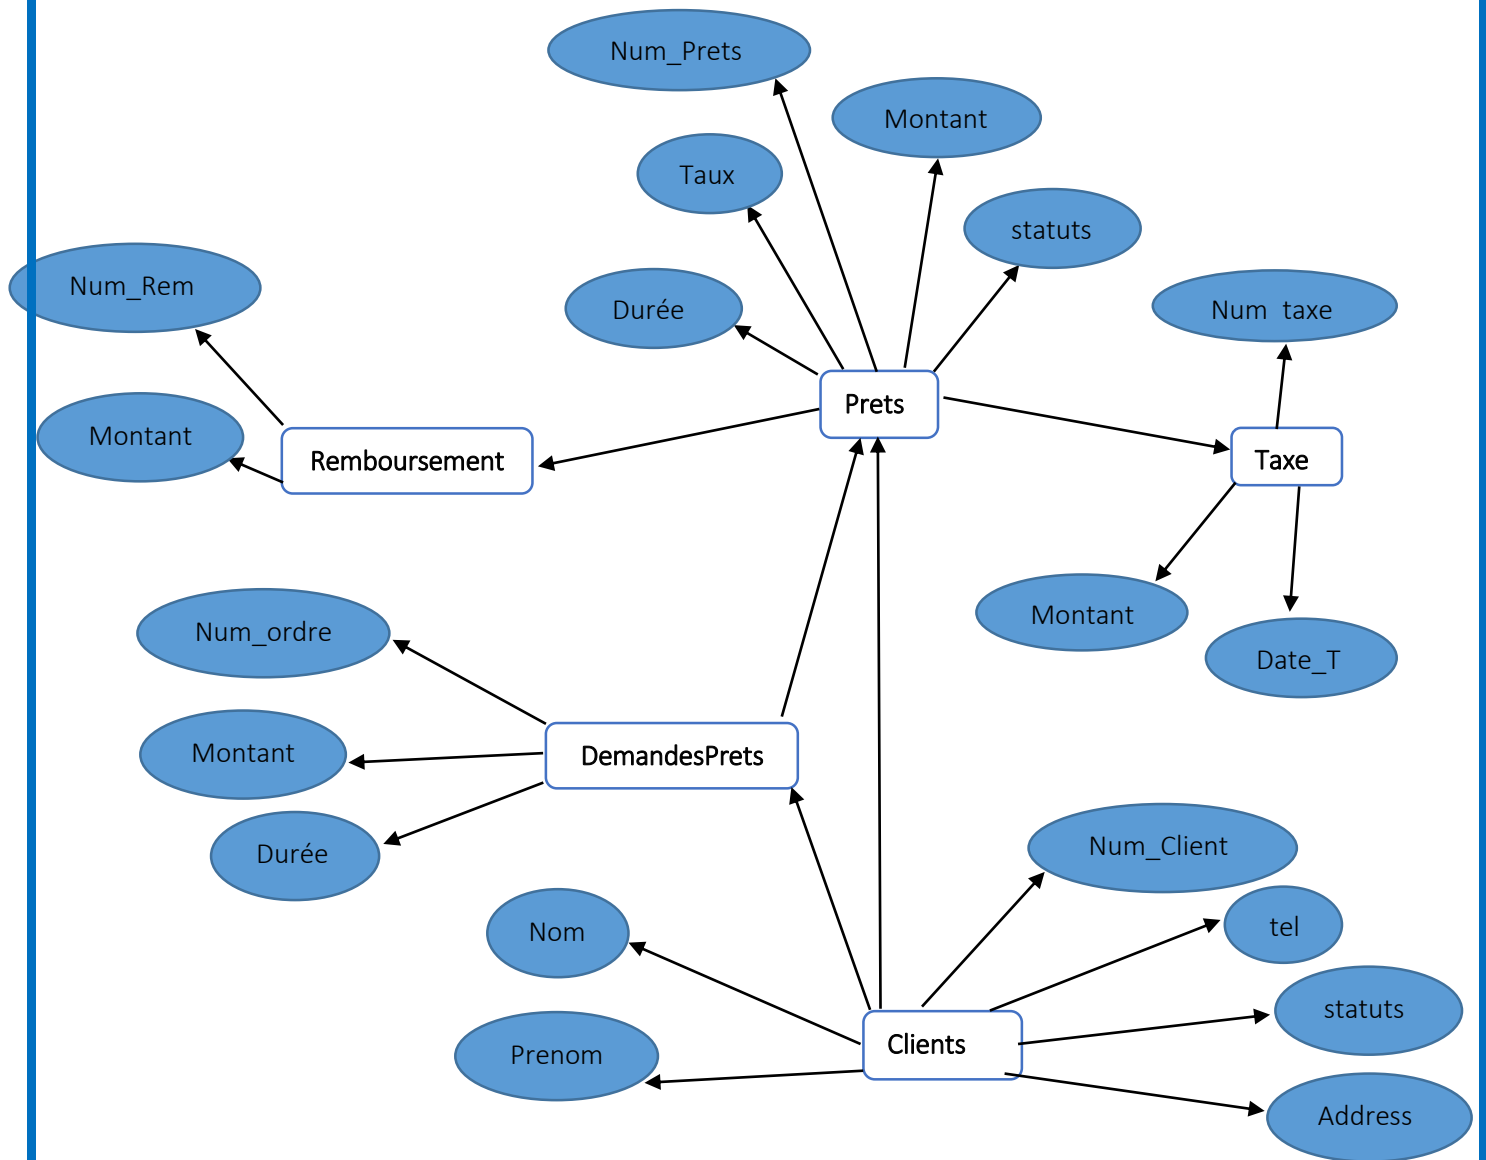 Num_Prets
Montant
Taux
statuts
Num_Rem
Durée
Num taxe
Prets
Montant
Remboursement
Taxe
Montant
Num_ordre
Date_T
Montant
DemandesPrets
Durée
Num_Client
Nom
tel
statuts
Prenom
Clients
Address